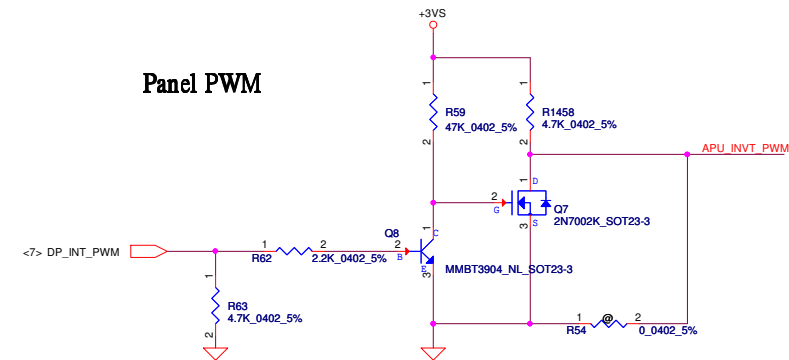 +3VS
Panel PWM
1
1
R59
47K_0402_5%
R1458
4.7K_0402_5%
2
2
APU_INVT_PWM
1
D
2
G
Q7
2N7002K_SOT23-3
3
S
Q8
1
C
<7> DP_INT_PWM
1
2
2
B
R62
2.2K_0402_5%
E
3
MMBT3904_NL_SOT23-3
1
R63
4.7K_0402_5%
2
1
@
2
R54
0_0402_5%